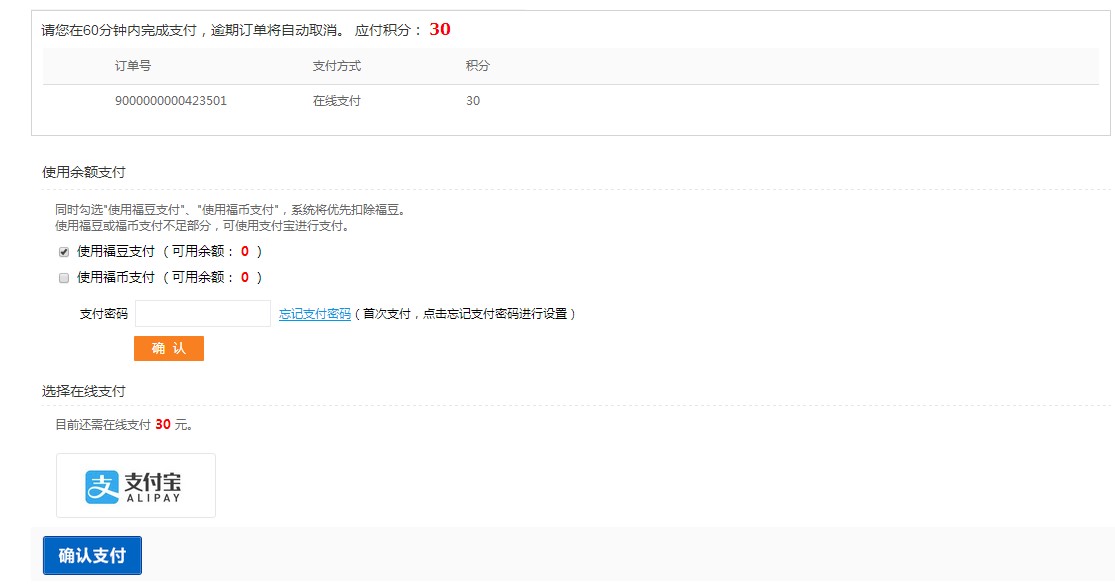 请您在60分钟内完成支付，逾期订单将自动取消。 应付积分： 30
订单号 支付方式 积分
9000000000423501 在线支付 30
使用余额支付
同时勾选"使用福豆支付"、"使用福币支付"，系统将优先扣除福豆。
使用福豆或福币支付不足部分，可使用支付宝进行支付。
使用福豆支付 （可用余额： 0 ）
使用福币支付 （可用余额： 0 ）
支付密码 忘记支付密码（首次支付，点击忘记支付密码进行设置）
确 认
选择在线支付
目前还需在线支付 30 元。
支 支付宝
ALIPAY
确认支付